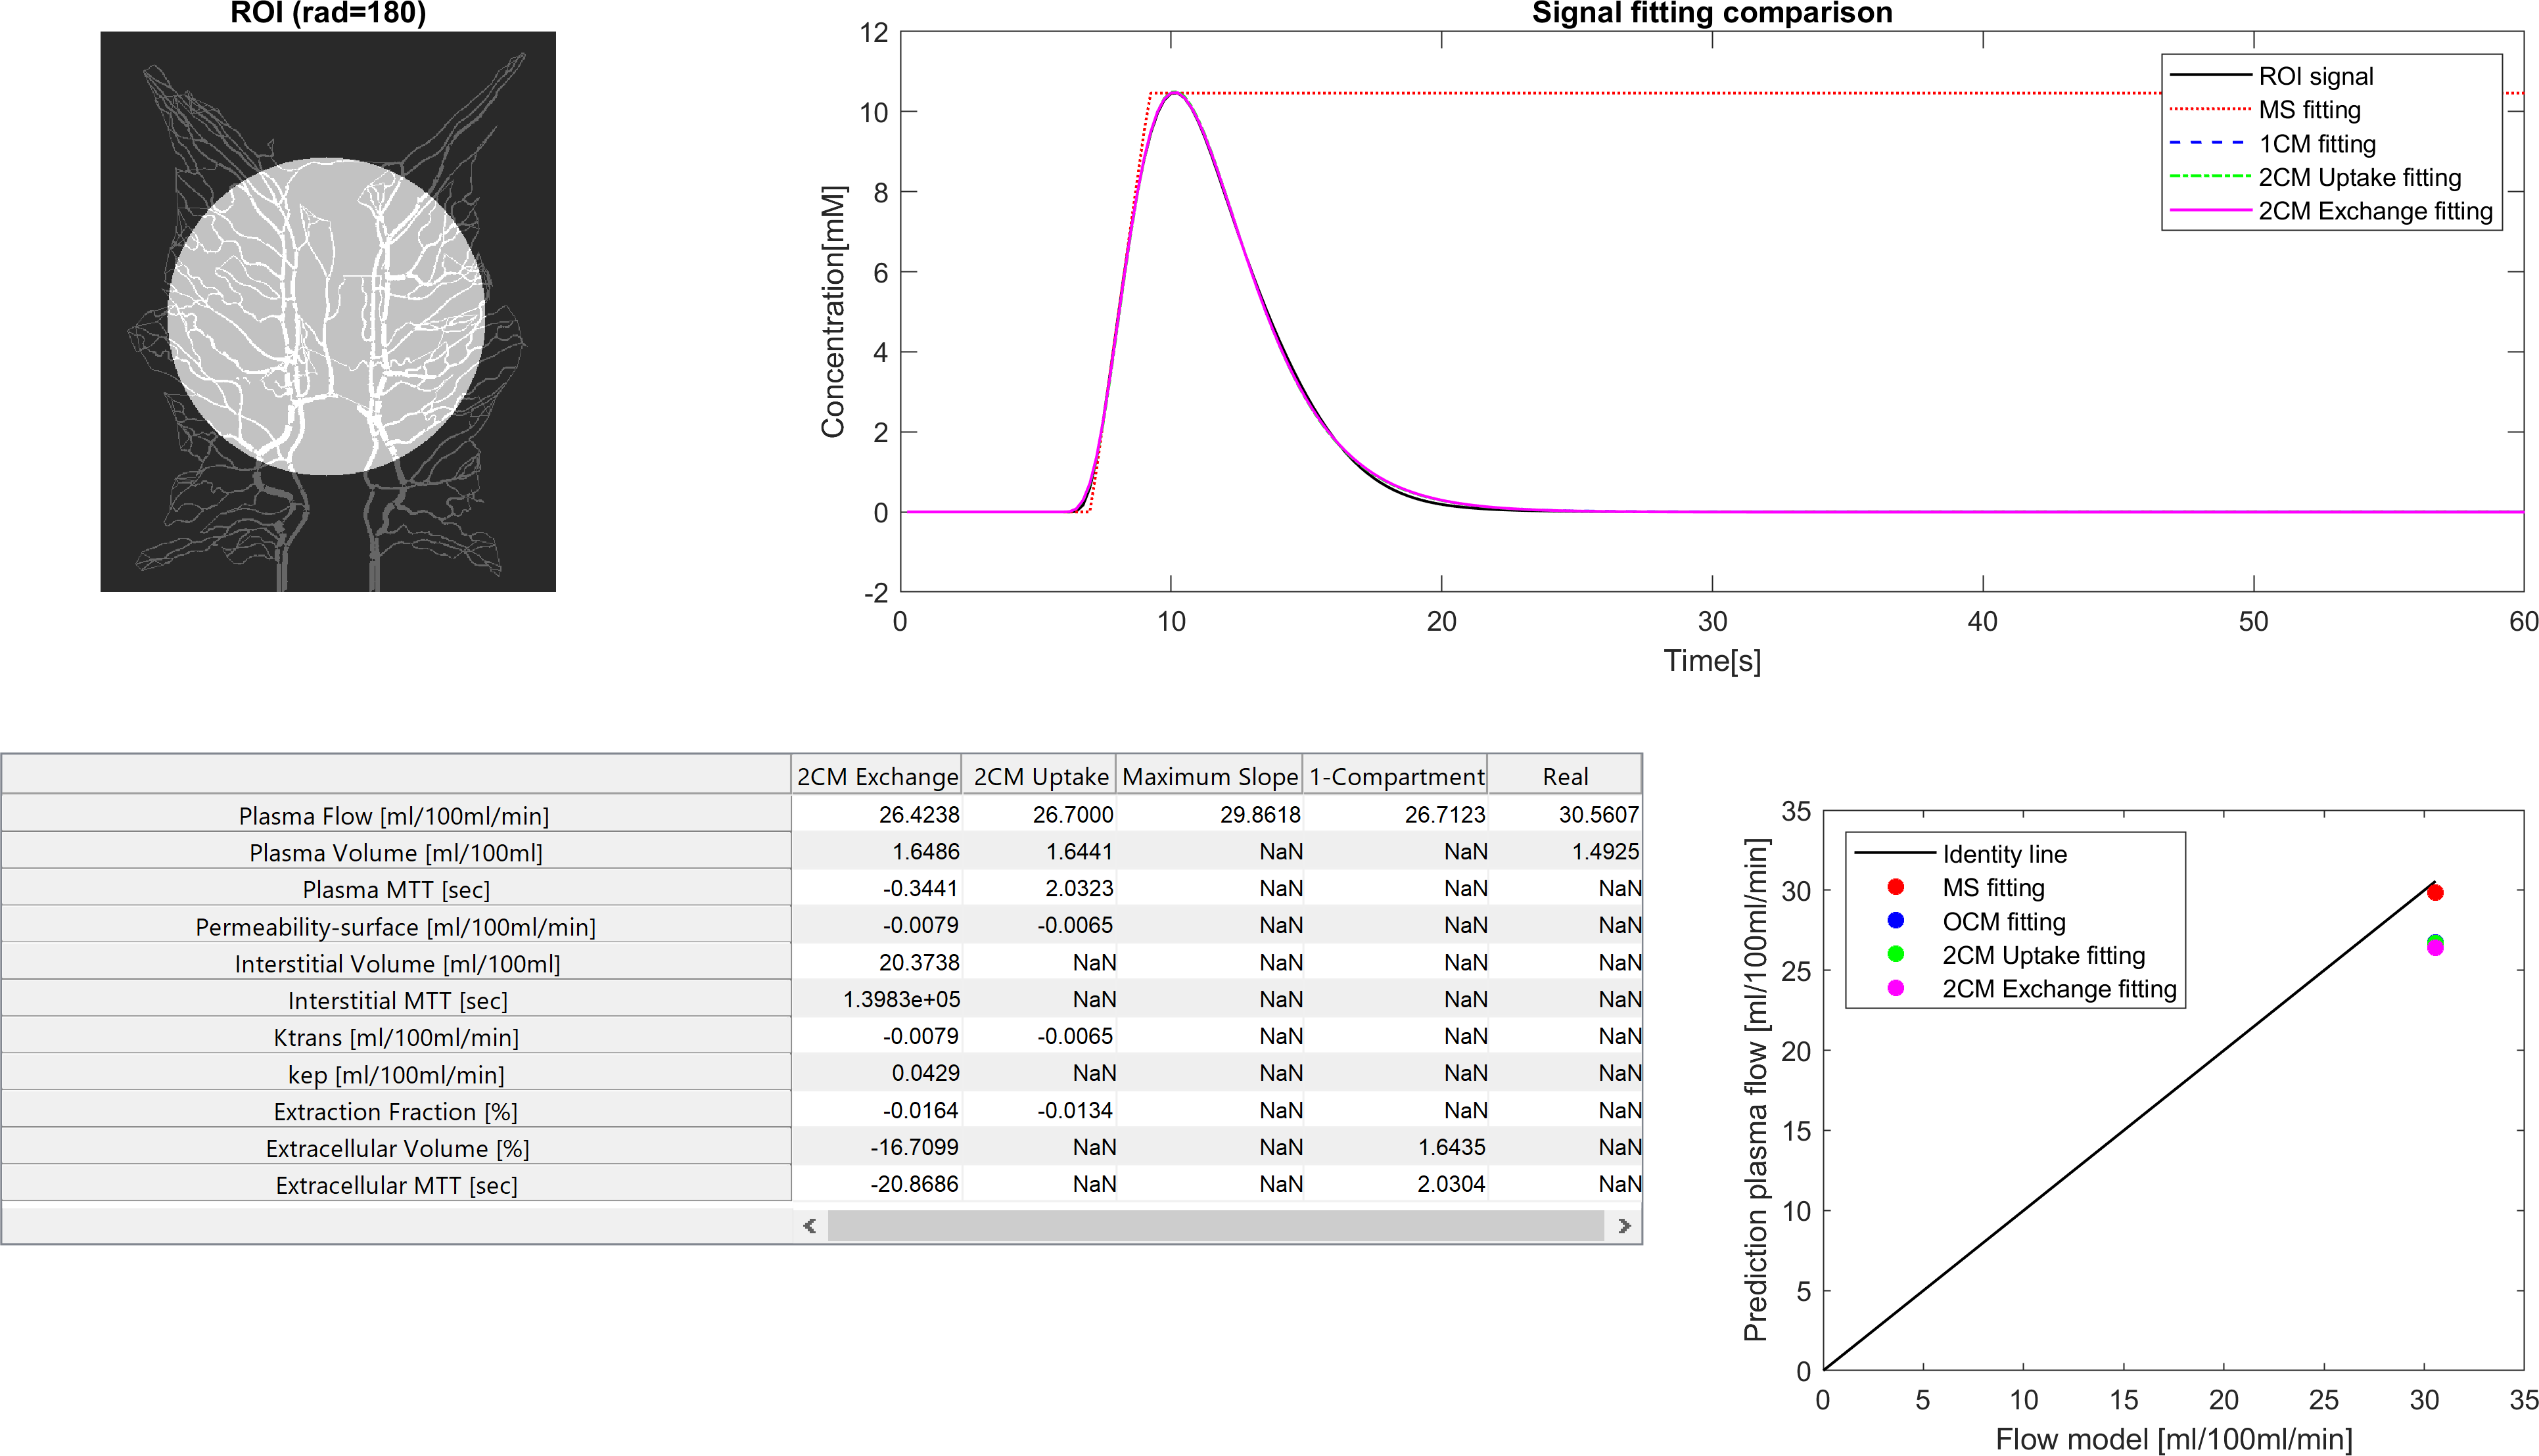 ROI (rad=180)
Signal fitting comparison
12
10
8
6
4
2
0
-2
Concentration[mM]
0 10 20 30 40 50 60
Time[s]
ROI signal
MS fitting
1CM fitting
2CM Uptake fitting
2CM Exchange fitting
2CM Exchange 2CM Uptake Maximum Slope 1-Compartment Real
Plasma Flow [ml/100ml/min] 26.4238 26.7000 29.8618 26.7123 30.5607
Plasma Volume [ml/100ml] 1.6486 1.6441 NaN NaN 1.4925
Plasma MTT [sec] -0.3441 2.0323 NaN NaN NaN
Permeability-surface [ml/100ml/min] -0.0079 -0.0065 NaN NaN NaN
Interstitial Volume [ml/100ml] 20.3738 NaN NaN NaN NaN
Interstitial MTT [sec] 1.3983e+05 NaN NaN NaN NaN
Ktrans [ml/100ml/min] -0.0079 -0.0065 NaN NaN NaN
kep [ml/100ml/min] 0.0429 NaN NaN NaN NaN
Extraction Fraction [%] -0.0164 -0.0134 NaN NaN NaN
Extracellular Volume [%] -16.7099 NaN NaN 1.6435 NaN
Extracellular MTT [sec] -20.8686 NaN NaN 2.0304 NaN
35
30
25
20
15
10
5
0
Prediction plasma flow [ml/100ml/min]
Identity line
MS fitting
OCM fitting
2CM Uptake fitting
2CM Exchange fitting
0 5 10 15 20 25 30 35
Flow model [ml/100ml/min]